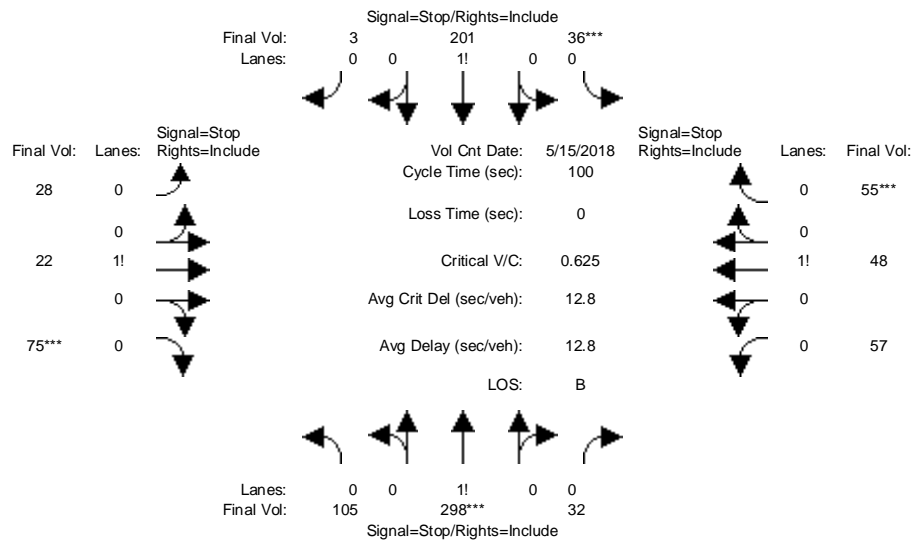 Signal=Stop/Rights=Include
Final Vol: 3 201 36***
Lanes: 0 0 1! 0 0
Signal=Stop Signal=Stop
Final Vol: Lanes: Rights=Include Vol Cnt Date: 5/15/2018 Rights=Include Lanes: Final Vol:
Cycle Time (sec): 100
28 0 0 55***
Loss Time (sec): 0
0 0
22 1! Critical V/C: 0.625 1! 48
0 Avg Crit Del (sec/veh): 12.8 0
75*** 0 Avg Delay (sec/veh): 12.8 0 57
LOS: B
Lanes: 0 0 1! 0 0
Final Vol: 105 298*** 32
Signal=Stop/Rights=Include